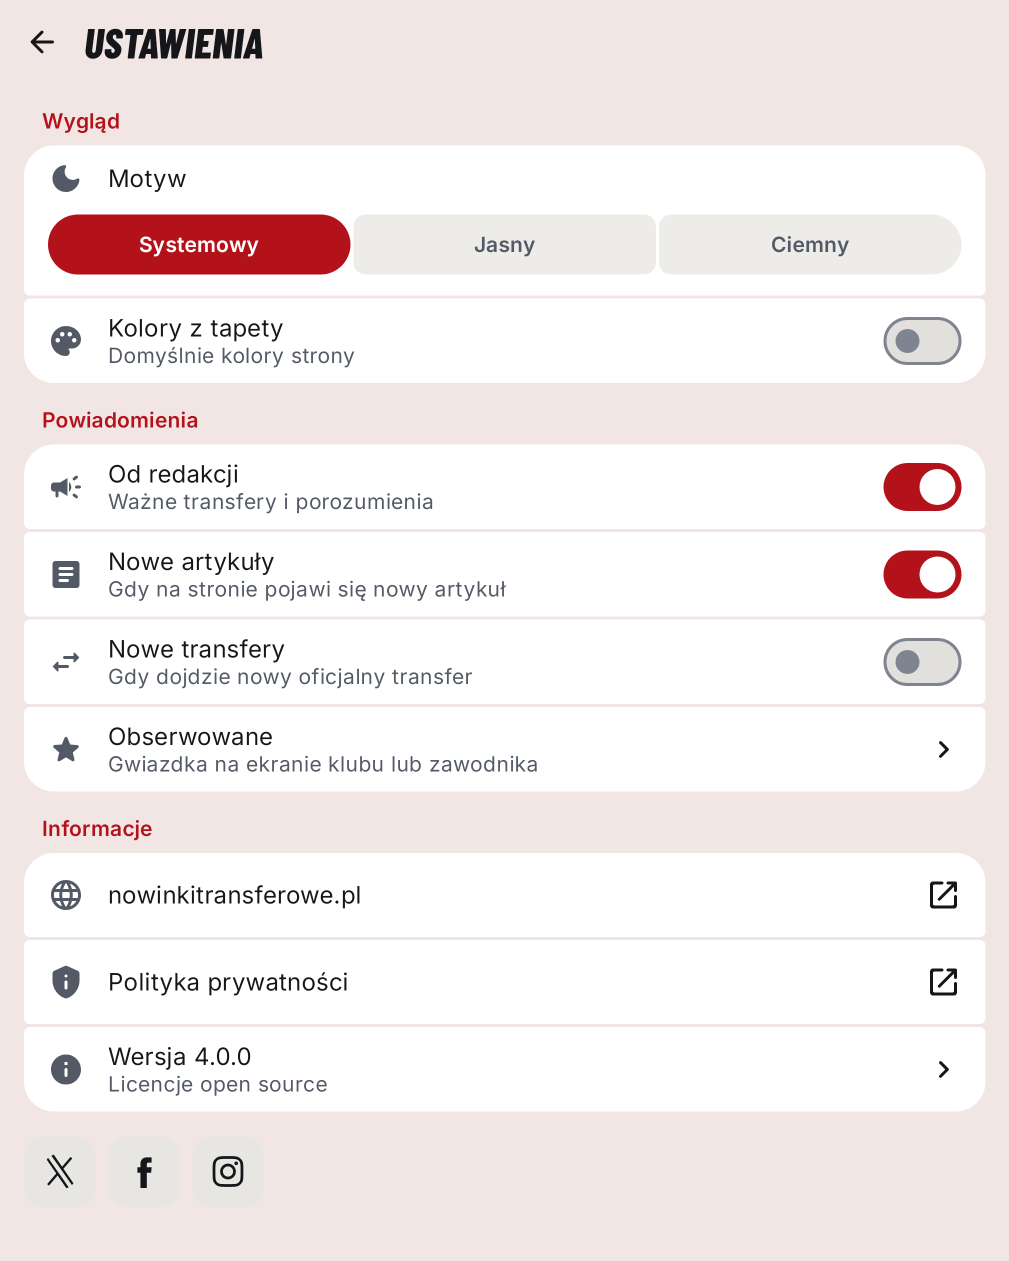 USTAWIENIA
Wygląd
Motyw
Systemowy
Jasny
Ciemny
Kolory z tapety
Domyślnie kolory strony
Powiadomienia
Od redakcji
Ważne transfery i porozumienia
Nowe artykuły
Gdy na stronie pojawi się nowy artykuł
Nowe transfery
Gdy dojdzie nowy oficjalny transfer
Obserwowane
Gwiazdka na ekranie klubu lub zawodnika
Informacje
nowinkitransferowe.pl
Polityka prywatności
Wersja 4.0.0
Licencje open source